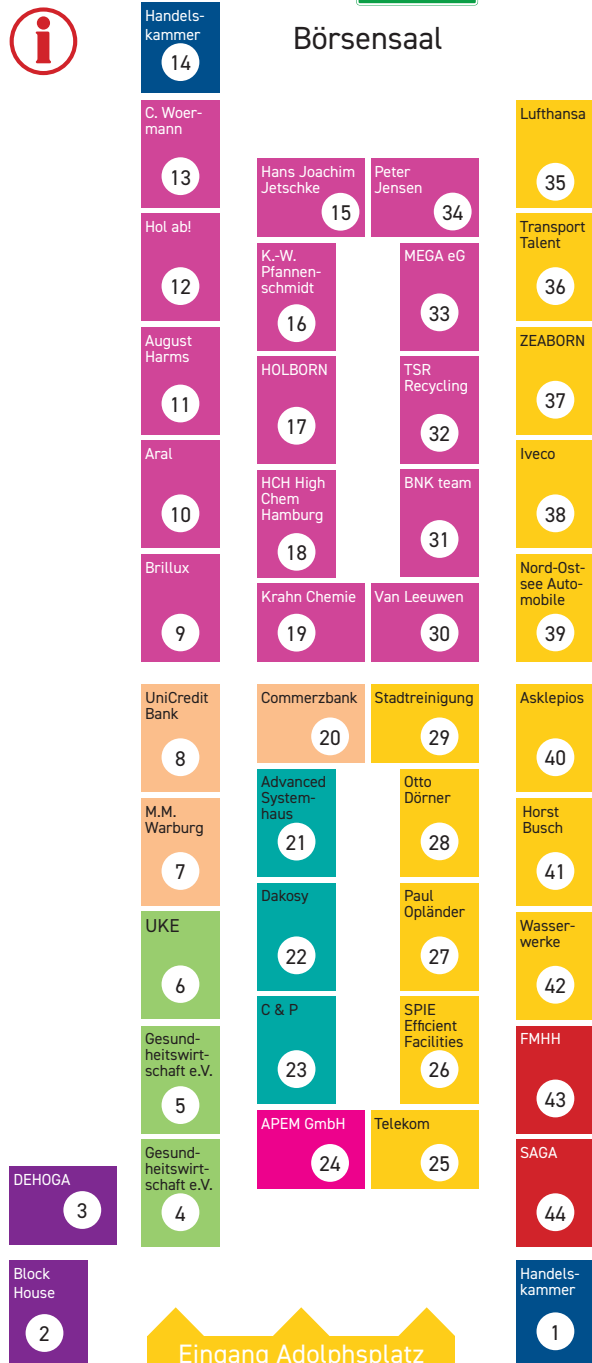 Börsensaal
Handels-
kammer
14
C. Woer-
mann
13
Hol ab!
12
August
Harms
11
Aral
10
Brillux
9
Hans Joachim
Jetschke
15
Peter
Jensen
34
K.-W.
Pfannen-
schmidt
16
MEGA eG
33
HOLBORN
17
TSR
Recycling
32
HCH High
Chem
Hamburg
18
BNK team
31
Krahn Chemie
19
Van Leeuwen
30
Lufthansa
35
Transport
Talent
36
ZEABORN
37
Iveco
38
Nord-Ost-
see Auto-
mobile
39
UniCredit
Bank
8
M.M.
Warburg
7
UKE
6
Gesund-
heitswirt-
schaft e.V.
5
Gesund-
heitswirt-
schaft e.V.
4
Commerzbank
20
Stadtreinigung
29
Advanced
System-
haus
21
Otto
Dörner
28
Dakosy
22
Paul
Opländer
27
C & P
23
SPIE
Efficient
Facilities
26
APEM GmbH
24
Telekom
25
Asklepios
40
Horst
Busch
41
Wasser-
werke
42
FMHH
43
SAGA
44
DEHOGA
3
Block
House
2
Eingang Adolphsplatz
Handels-
kammer
1